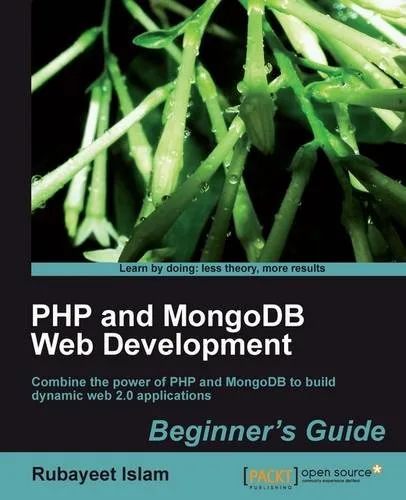 Learn by doing: less theory, more results
PHP and MongoDB
Web Development
Combine the power of PHP and MongoDB to build
dynamic web 2.0 applications
Beginner's Guide
Rubayeet Islam
[PACKT] open source*
PUBLISHING community experience distilled